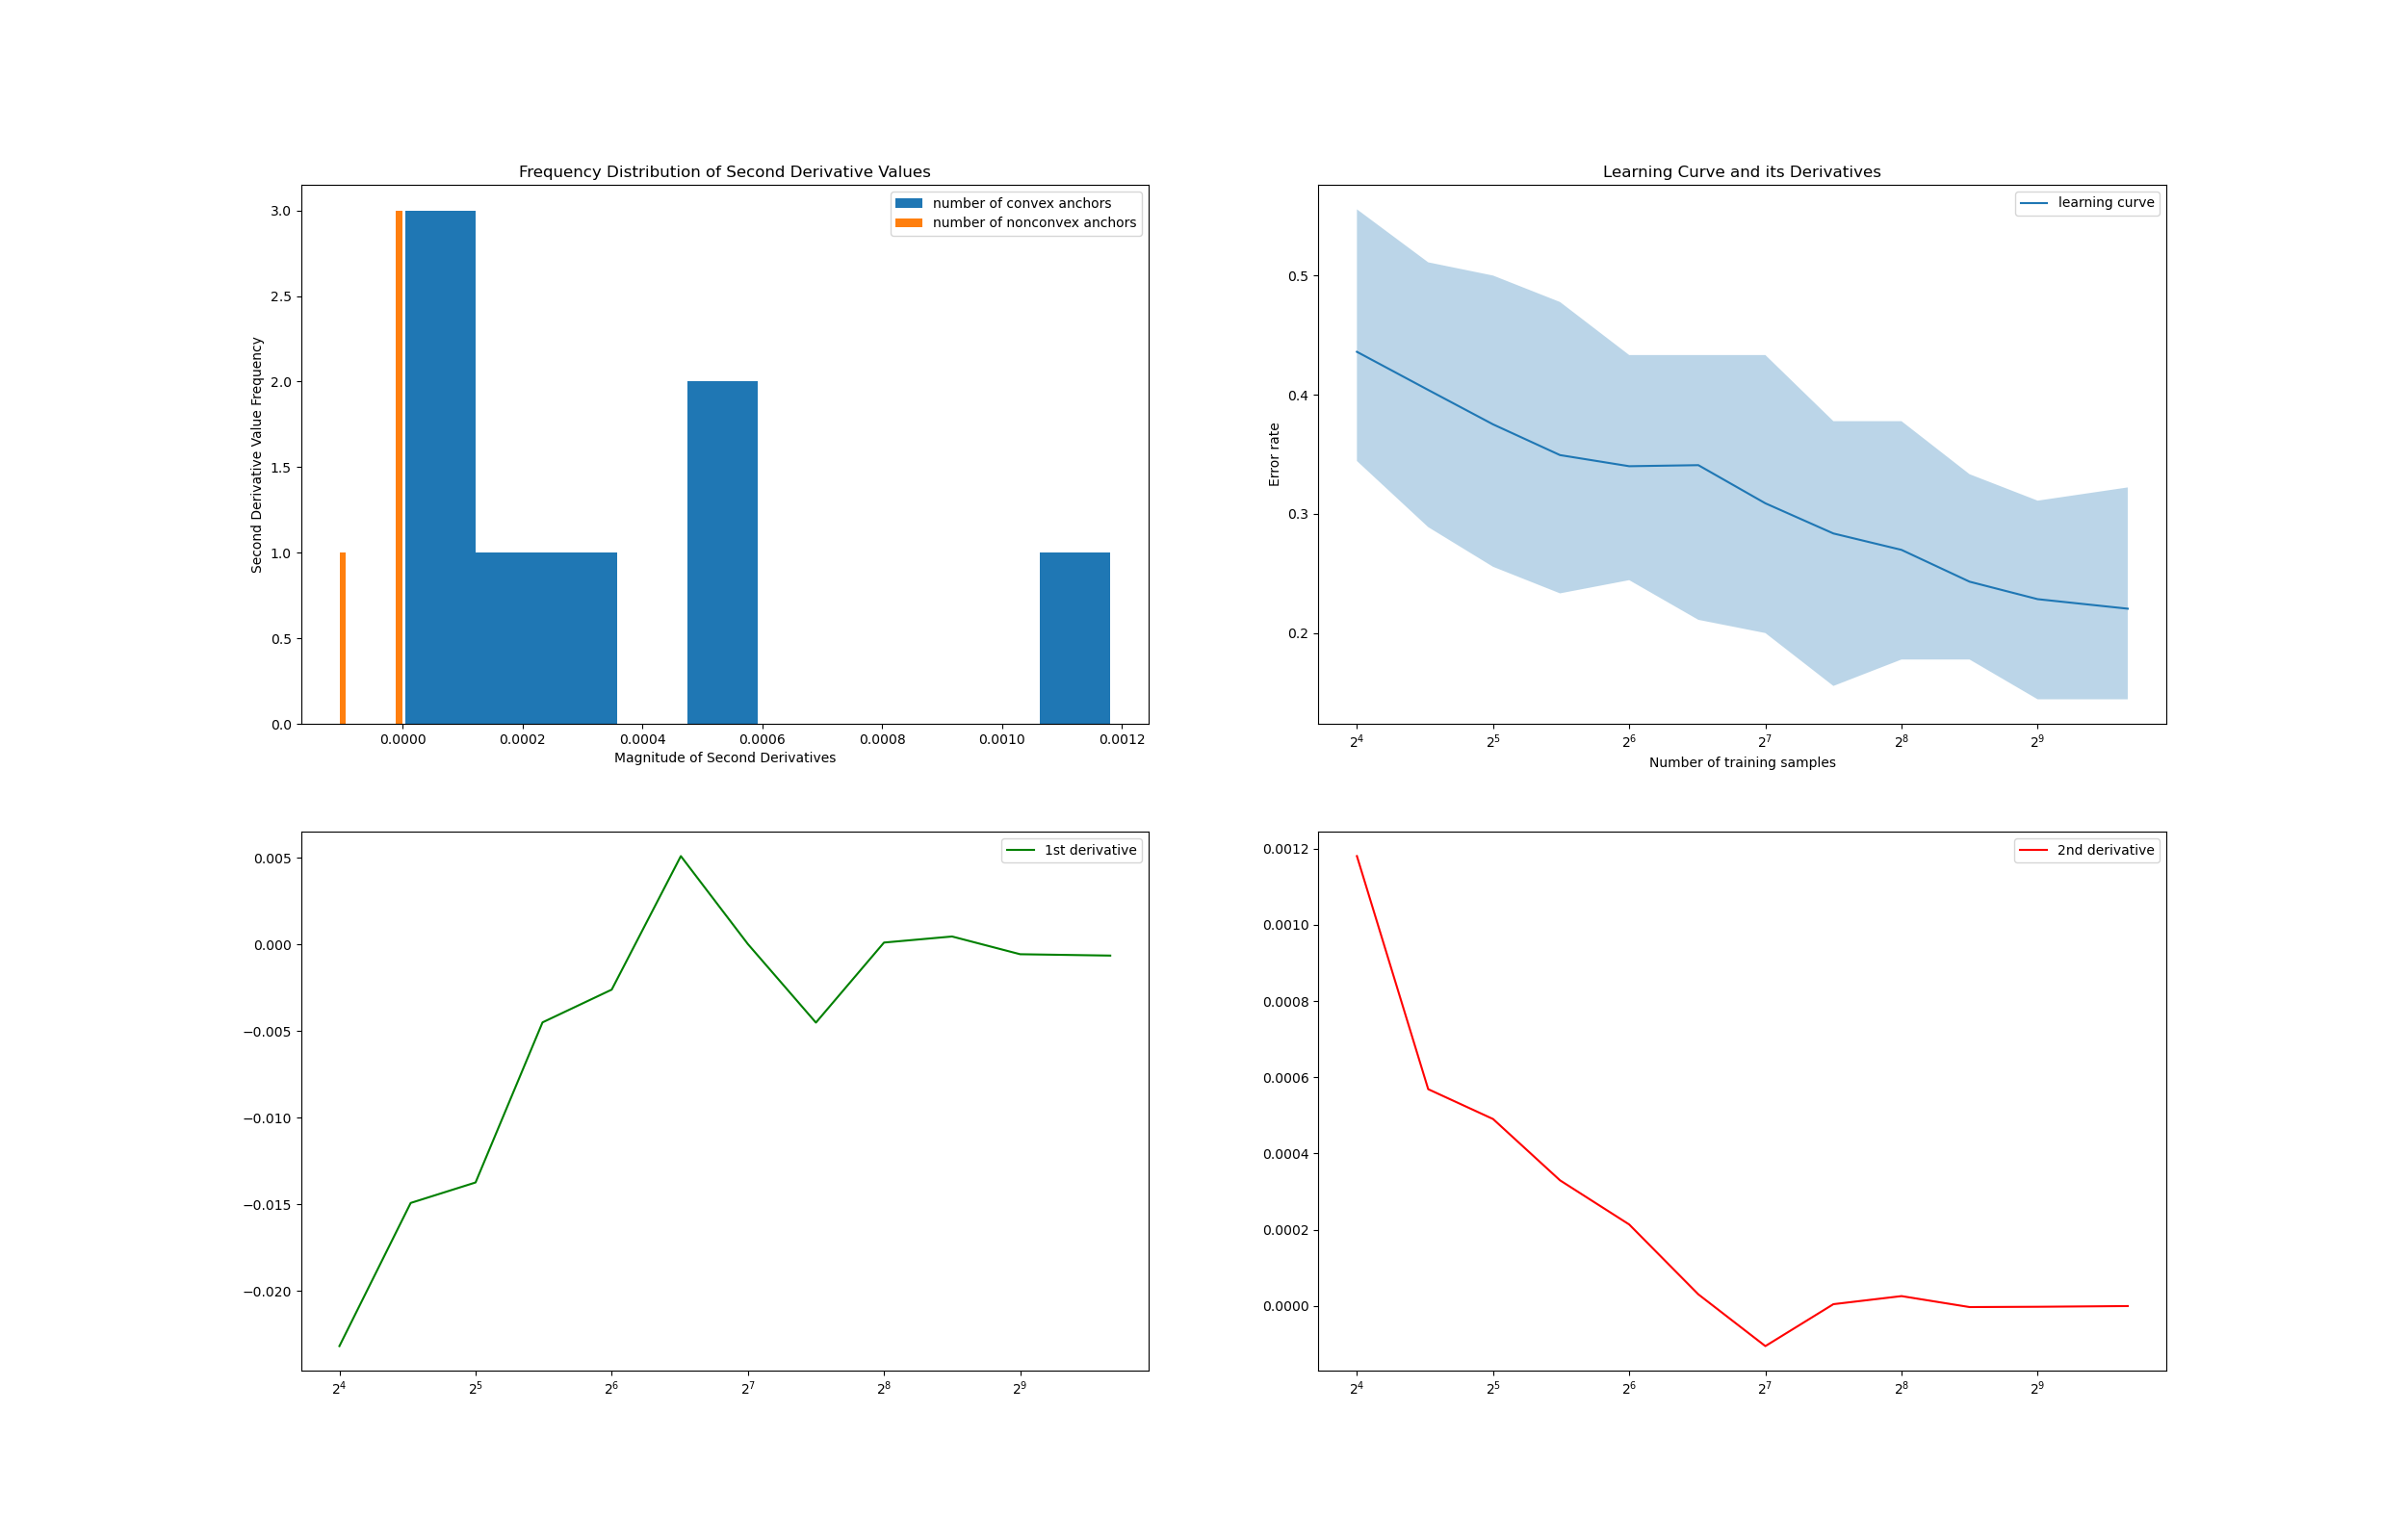 Frequency Distribution of Second Derivative Values
number of convex anchors
number of nonconvex anchors
Second Derivative Value Frequency
3.0
2.5
2.0
1.5
1.0
0.5
0.0
0.0000 0.0002 0.0004 0.0006 0.0008 0.0010 0.0012
Magnitude of Second Derivatives
Learning Curve and its Derivatives
learning curve
Error rate
0.5
0.4
0.3
0.2
2⁴ 2⁵ 2⁶ 2⁷ 2⁸ 2⁹
Number of training samples
1st derivative
0.005
0.000
−0.005
−0.010
−0.015
−0.020
2⁴ 2⁵ 2⁶ 2⁷ 2⁸ 2⁹
2nd derivative
0.0012
0.0010
0.0008
0.0006
0.0004
0.0002
0.0000
2⁴ 2⁵ 2⁶ 2⁷ 2⁸ 2⁹